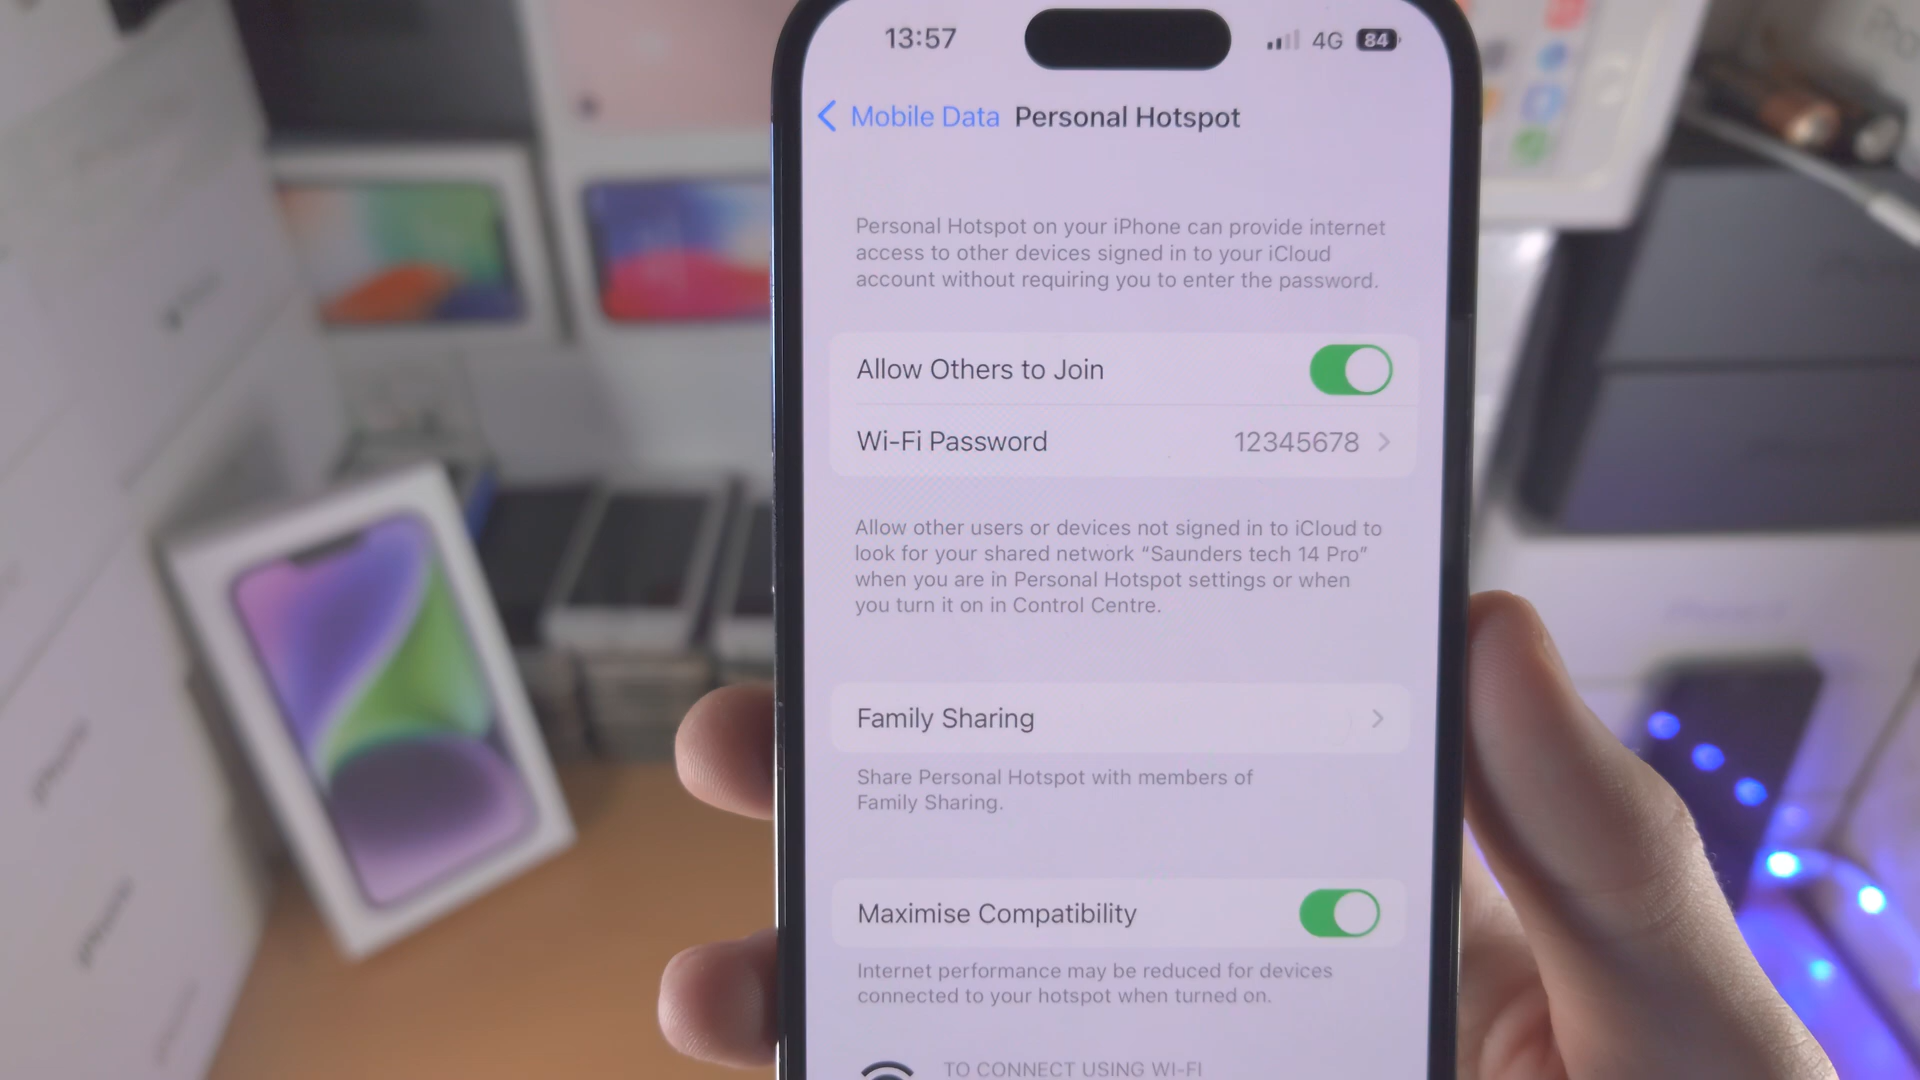 13:57
4G 84
Mobile Data Personal Hotspot
Personal Hotspot on your iPhone can provide internet
access to other devices signed in to your iCloud
account without requiring you to enter the password.
Allow Others to Join
Wi-Fi Password 12345678
Allow other users or devices not signed in to iCloud to
look for your shared network “Saunders tech 14 Pro”
when you are in Personal Hotspot settings or when
you turn it on in Control Centre.
Family Sharing
Share Personal Hotspot with members of
Family Sharing.
Maximise Compatibility
Internet performance may be reduced for devices
connected to your hotspot when turned on.
TO CONNECT USING WI-FI
iPhone
iPhone